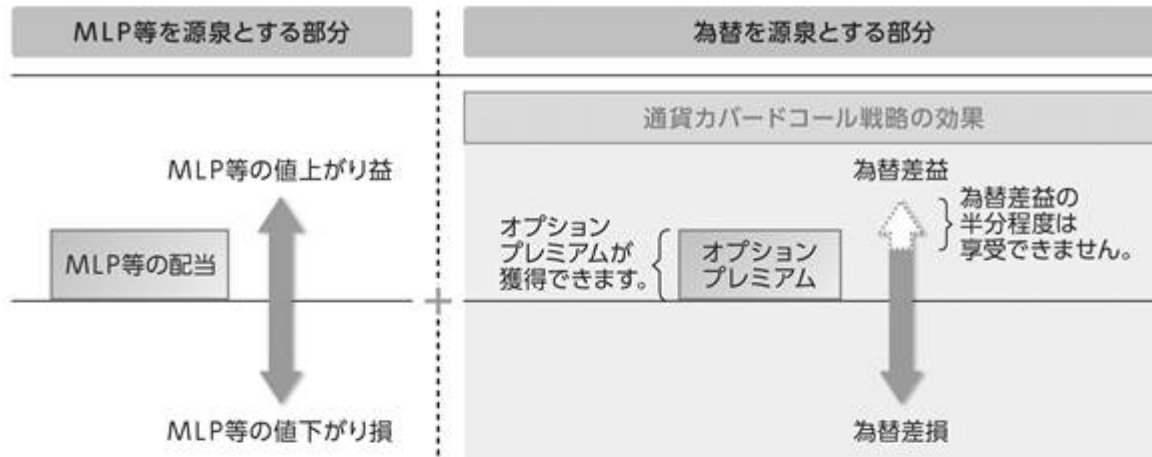 MLP等を源泉とする部分
為替を源泉とする部分
通貨カバードコール戦略の効果
MLP等の値上がり益
MLP等の配当
MLP等の値下がり損
為替差益
為替差益の
半分程度は
享受できません。
オプション
プレミアムが
獲得できます。
オプション
プレミアム
為替差損